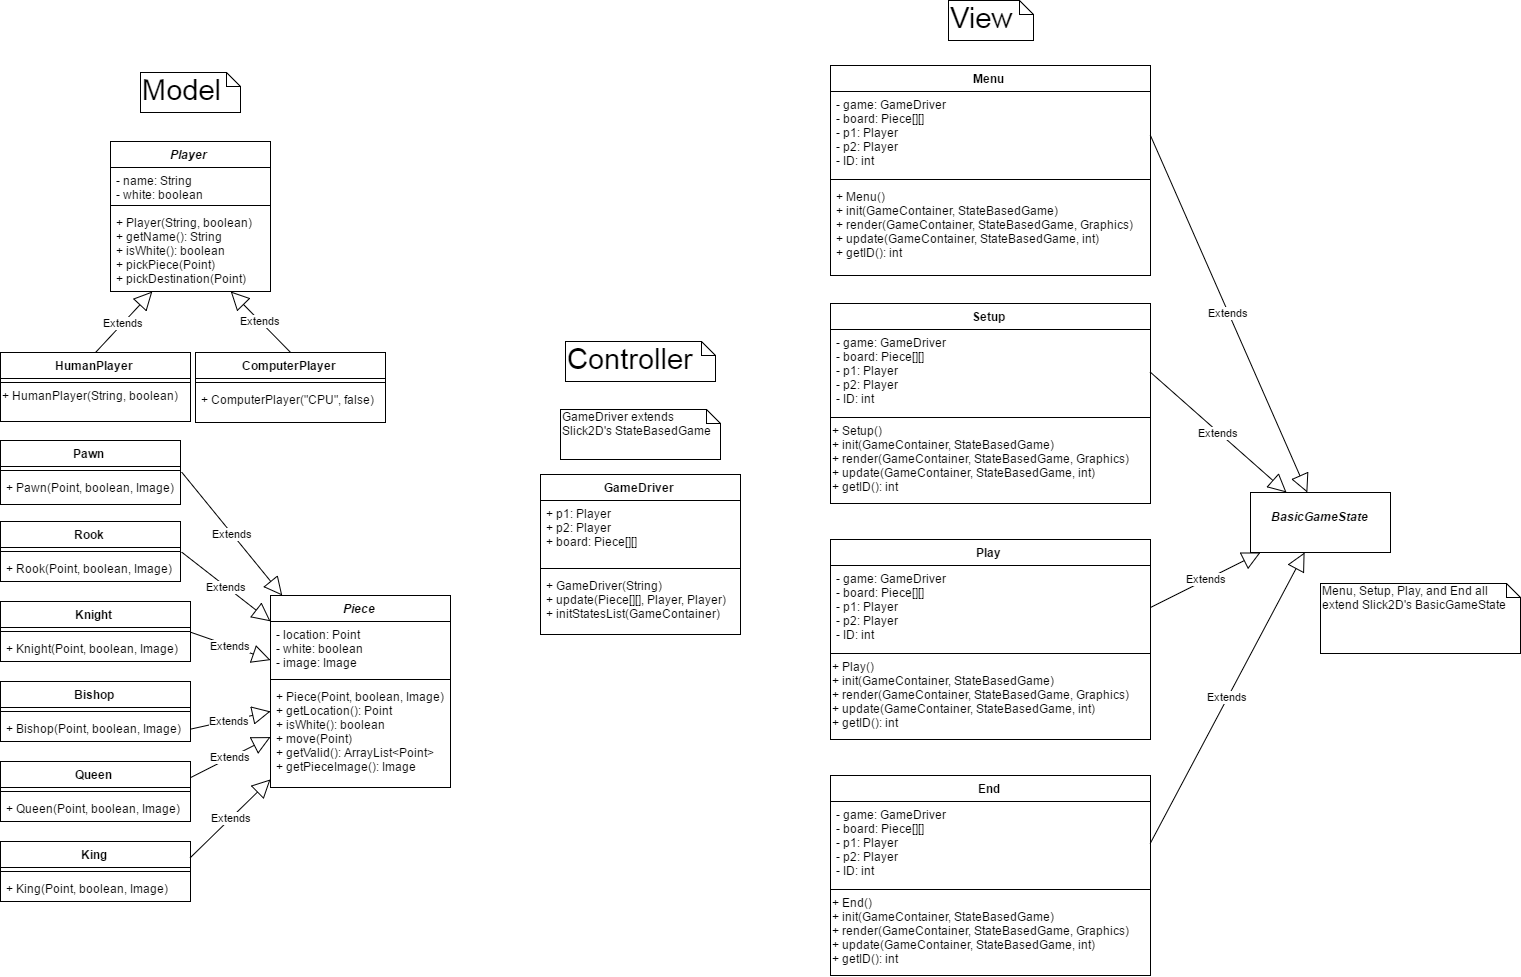 Model
Player
- name: String
- white: boolean
+ Player(String, boolean)
+ getName(): String
+ isWhite(): boolean
+ pickPiece(Point)
+ pickDestination(Point)
Extends
Extends
HumanPlayer
+ HumanPlayer(String, boolean)
ComputerPlayer
+ ComputerPlayer("CPU", false)
Pawn
+ Pawn(Point, boolean, Image)
Extends
Rook
+ Rook(Point, boolean, Image)
Extends
Knight
+ Knight(Point, boolean, Image)
Extends
Bishop
+ Bishop(Point, boolean, Image)
Extends
Queen
+ Queen(Point, boolean, Image)
Extends
King
+ King(Point, boolean, Image)
Extends
Piece
- location: Point
- white: boolean
- image: Image
+ Piece(Point, boolean, Image)
+ getLocation(): Point
+ isWhite(): boolean
+ move(Point)
+ getValid(): ArrayList<Point>
+ getPieceImage(): Image
Controller
GameDriver extends
Slick2D's StateBasedGame
GameDriver
+ p1: Player
+ p2: Player
+ board: Piece[][]
+ GameDriver(String)
+ update(Piece[][], Player, Player)
+ initStatesList(GameContainer)
View
Menu
- game: GameDriver
- board: Piece[][]
- p1: Player
- p2: Player
- ID: int
+ Menu()
+ init(GameContainer, StateBasedGame)
+ render(GameContainer, StateBasedGame, Graphics)
+ update(GameContainer, StateBasedGame, int)
+ getID(): int
Extends
Setup
- game: GameDriver
- board: Piece[][]
- p1: Player
- p2: Player
- ID: int
+ Setup()
+ init(GameContainer, StateBasedGame)
+ render(GameContainer, StateBasedGame, Graphics)
+ update(GameContainer, StateBasedGame, int)
+ getID(): int
Extends
Play
- game: GameDriver
- board: Piece[][]
- p1: Player
- p2: Player
- ID: int
+ Play()
+ init(GameContainer, StateBasedGame)
+ render(GameContainer, StateBasedGame, Graphics)
+ update(GameContainer, StateBasedGame, int)
+ getID(): int
Extends
End
- game: GameDriver
- board: Piece[][]
- p1: Player
- p2: Player
- ID: int
+ End()
+ init(GameContainer, StateBasedGame)
+ render(GameContainer, StateBasedGame, Graphics)
+ update(GameContainer, StateBasedGame, int)
+ getID(): int
Extends
BasicGameState
Menu, Setup, Play, and End all
extend Slick2D's BasicGameState